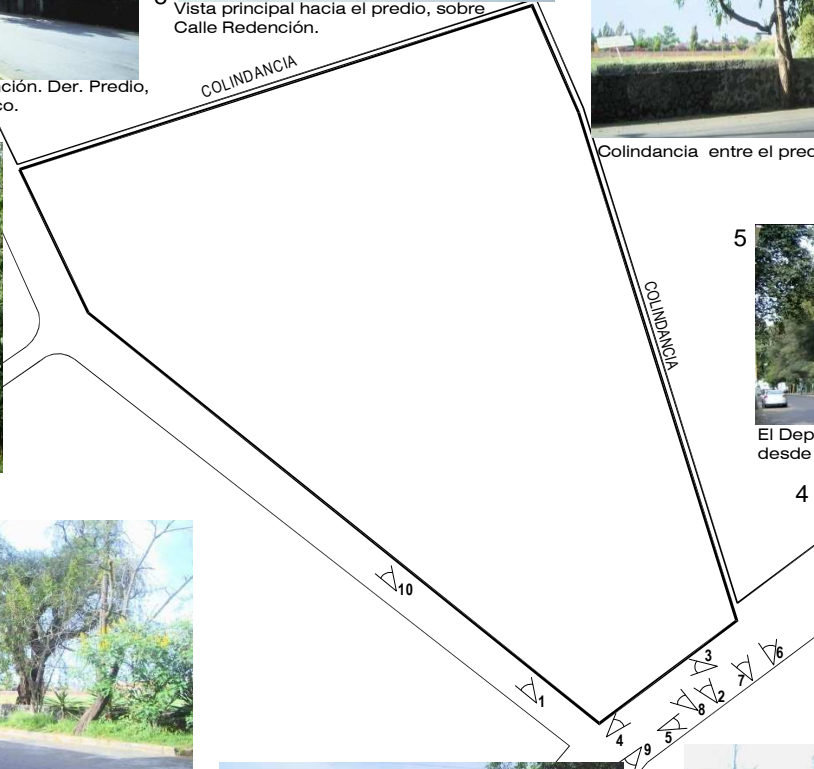 Vista principal hacia el predio, sobre
Calle Redención.
ción. Der. Predio,
co.
COLINDANCIA
Colindancia entre el pred
5
COLINDANCIA
El Dep
desde
4
10
1
3
6
7
2
8
5
4
9